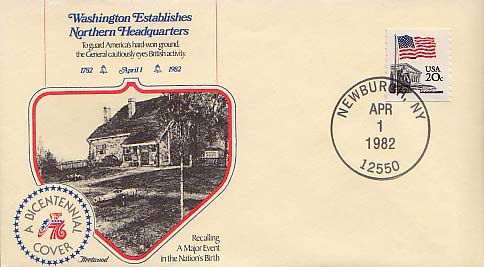 Washington Establishes
Northern Headquarters
To guard America's hard-won ground,
the General cautiously eyes British activity.
1782 April 1 1982
USA
20c
NEWBURGH, NY
APR
1
1982
12550
A BICENTENNIAL
76
COVER
Fleetwood
Recalling
A Major Event
in the Nation's Birth